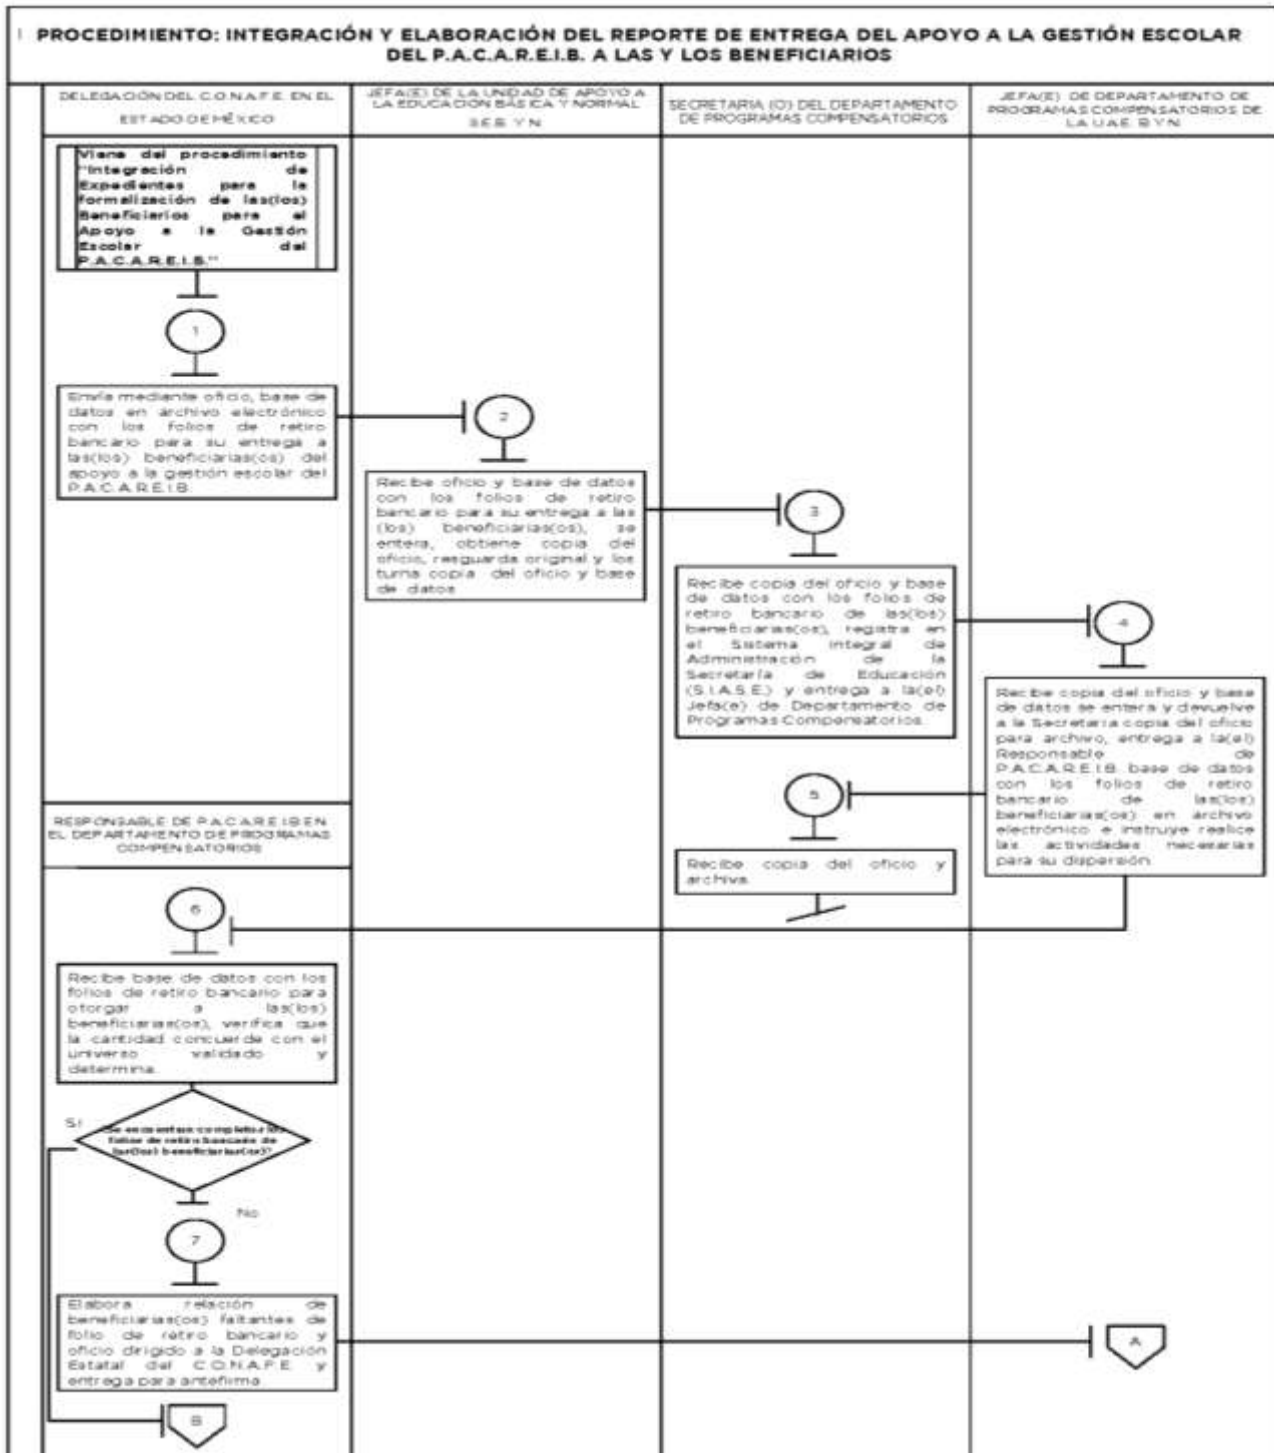 PROCEDIMIENTO: INTEGRACIÓN Y ELABORACIÓN DEL REPORTE DE ENTREGA DEL APOYO A LA GESTIÓN ESCOLAR
DEL P.A.C.A.R.E.I.B. A LAS Y LOS BENEFICIARIOS
DELEGACIÓN DEL C.O.N.A.F.E. EN EL
ESTADO DE MÉXICO
JEFA(E) DE LA UNIDAD DE APOYO A
LA EDUCACIÓN BÁSICA Y NORMAL
S.E.B. Y N.
SECRETARIA (O) DEL DEPARTAMENTO
DE PROGRAMAS COMPENSATORIOS
JEFA(E) DE DEPARTAMENTO DE
PROGRAMAS COMPENSATORIOS DE
LA U.A.E. B. Y N.
Viene del procedimiento
"Integración de
Expedientes para la
formalización de las(los)
Beneficiarios para el
Apoyo a la Gestión
Escolar del
P.A.C.A.R.E.I.B."
1
Envía mediante oficio, base de
datos en archivo electrónico
con los folios de retiro
bancario para su entrega a
las(los) beneficiarias(os) del
apoyo a la gestión escolar del
P.A.C.A.R.E.I.B.
2
Recibe oficio y base de datos
con los folios de retiro
bancario para su entrega a las
(los) beneficiarias(os), se
entera, obtiene copia del
oficio, resguarda original y los
turna copia del oficio y base
de datos
3
Recibe copia del oficio y base
de datos con los folios de
retiro bancario de las(los)
beneficiarias(os), registra en
el Sistema Integral de
Administración de la
Secretaría de Educación
(S.I.A.S.E.) y entrega a la(el)
Jefa(e) de Departamento de
Programas Compensatorios.
4
Recibe copia del oficio y base
de datos se entera y devuelve
a la Secretaria copia del oficio
para archivo, entrega a la(el)
Responsable de
P.A.C.A.R.E.I.B. base de datos
con los folios de retiro
bancario de las(los)
beneficiarias(os) en archivo
electrónico e instruye realice
las actividades necesarias
para su dispersión.
5
Recibe copia del oficio y
archiva.
RESPONSABLE DE P.A.C.A.R.E.I.B EN
EL DEPARTAMENTO DE PROGRAMAS
COMPENSATORIOS
6
Recibe base de datos con los
folios de retiro bancario para
otorgar a las(los)
beneficiarias(os), verifica que
la cantidad concuerde con el
universo validado y
determina.
Si
¿Se encuentran completos los
folios de retiro bancario de
las(los) beneficiarias(os)?
No
7
Elabora relación de
beneficiarias(os) faltantes de
folio de retiro bancario y
oficio dirigido a la Delegación
Estatal del C.O.N.A.F.E. y
entrega para antefirma
A
B